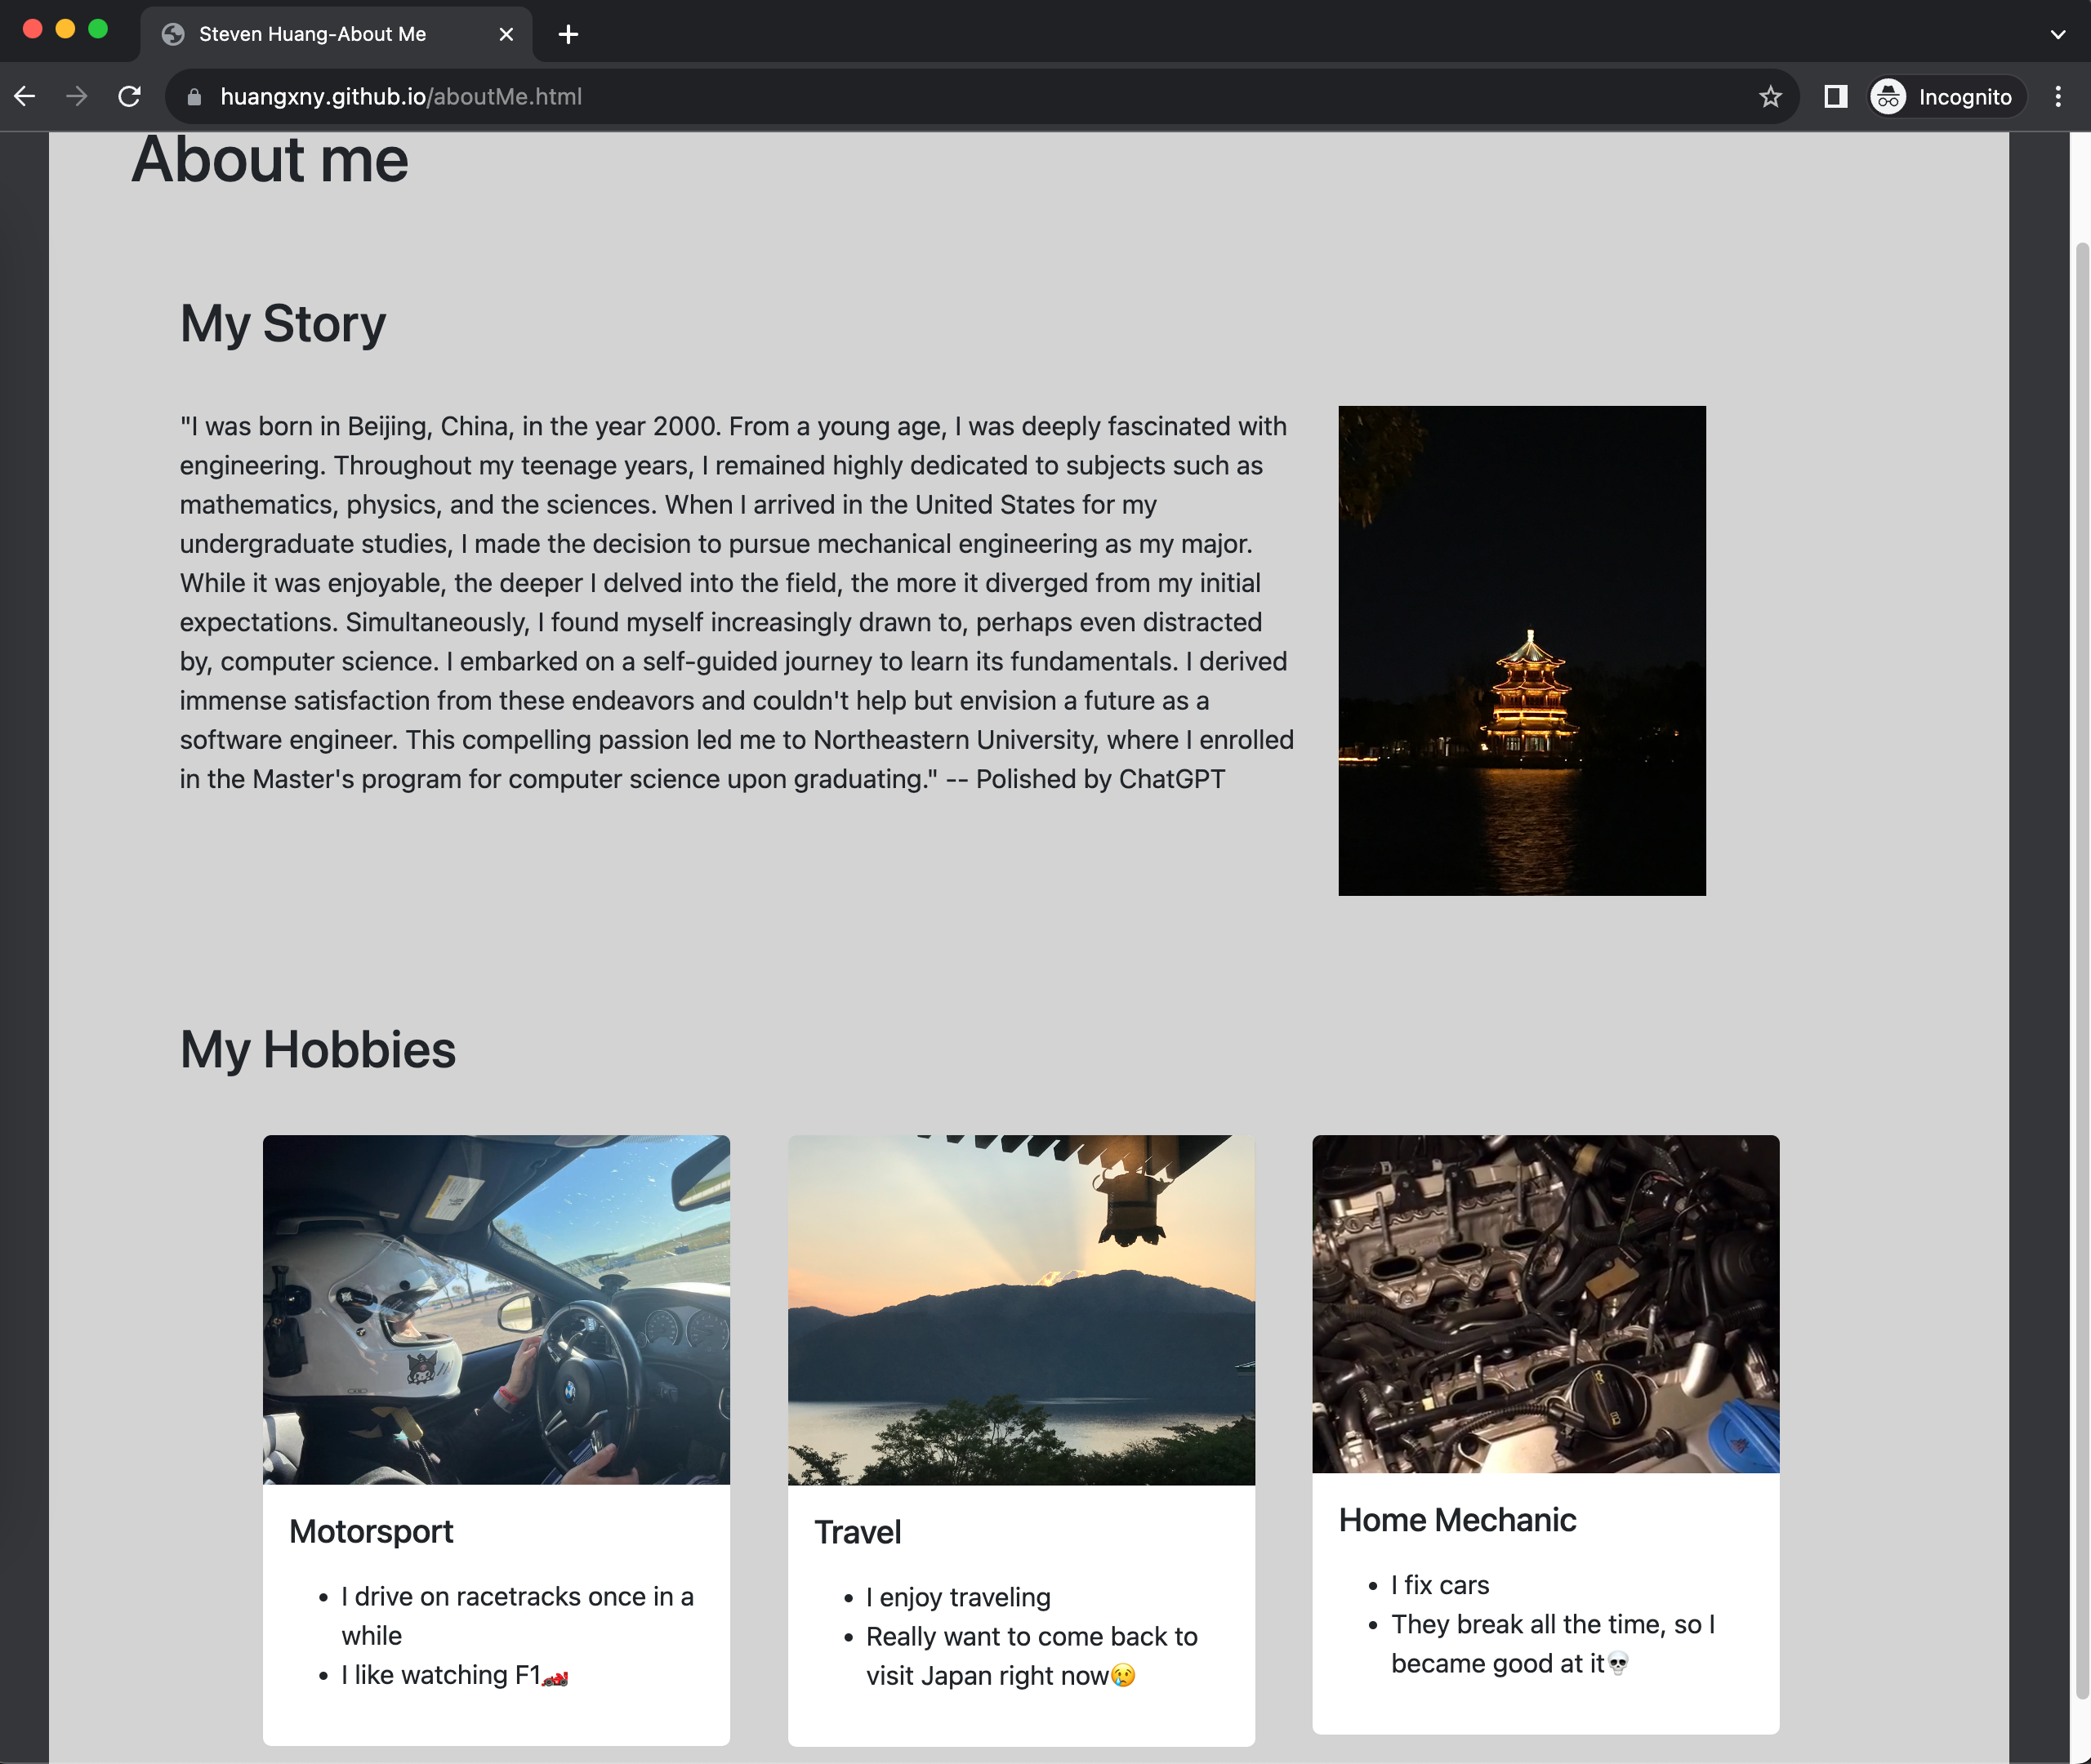 Steven Huang-About Me
huangxny.github.io/aboutMe.html
Incognito
About me
My Story
"I was born in Beijing, China, in the year 2000. From a young age, I was deeply fascinated with
engineering. Throughout my teenage years, I remained highly dedicated to subjects such as
mathematics, physics, and the sciences. When I arrived in the United States for my
undergraduate studies, I made the decision to pursue mechanical engineering as my major.
While it was enjoyable, the deeper I delved into the field, the more it diverged from my initial
expectations. Simultaneously, I found myself increasingly drawn to, perhaps even distracted
by, computer science. I embarked on a self-guided journey to learn its fundamentals. I derived
immense satisfaction from these endeavors and couldn't help but envision a future as a
software engineer. This compelling passion led me to Northeastern University, where I enrolled
in the Master's program for computer science upon graduating." -- Polished by ChatGPT
My Hobbies
Motorsport
• I drive on racetracks once in a
while
• I like watching F1🏎️
Travel
• I enjoy traveling
• Really want to come back to
visit Japan right now😢
Home Mechanic
• I fix cars
• They break all the time, so I
became good at it💀